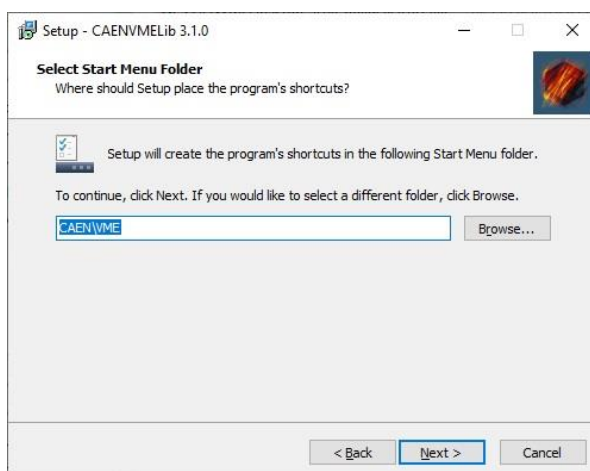 Setup - CAENVMELib 3.1.0
Select Start Menu Folder
Where should Setup place the program's shortcuts?
Setup will create the program's shortcuts in the following Start Menu folder.
To continue, click Next. If you would like to select a different folder, click Browse.
CAEN\VME
Browse...
< Back
Next >
Cancel